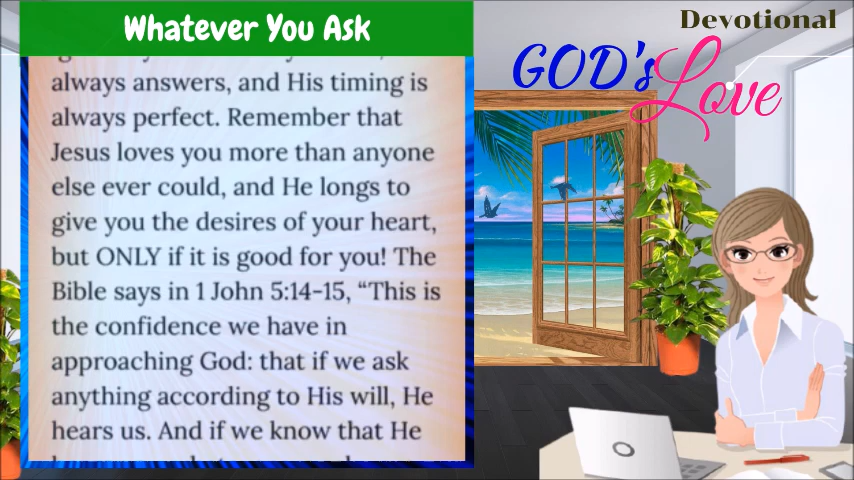 Whatever You Ask
always answers, and His timing is
always perfect. Remember that
Jesus loves you more than anyone
else ever could, and He longs to
give you the desires of your heart,
but ONLY if it is good for you! The
Bible says in 1 John 5:14-15, “This is
the confidence we have in
approaching God: that if we ask
anything according to His will, He
hears us. And if we know that He
Devotional
GOD's Love